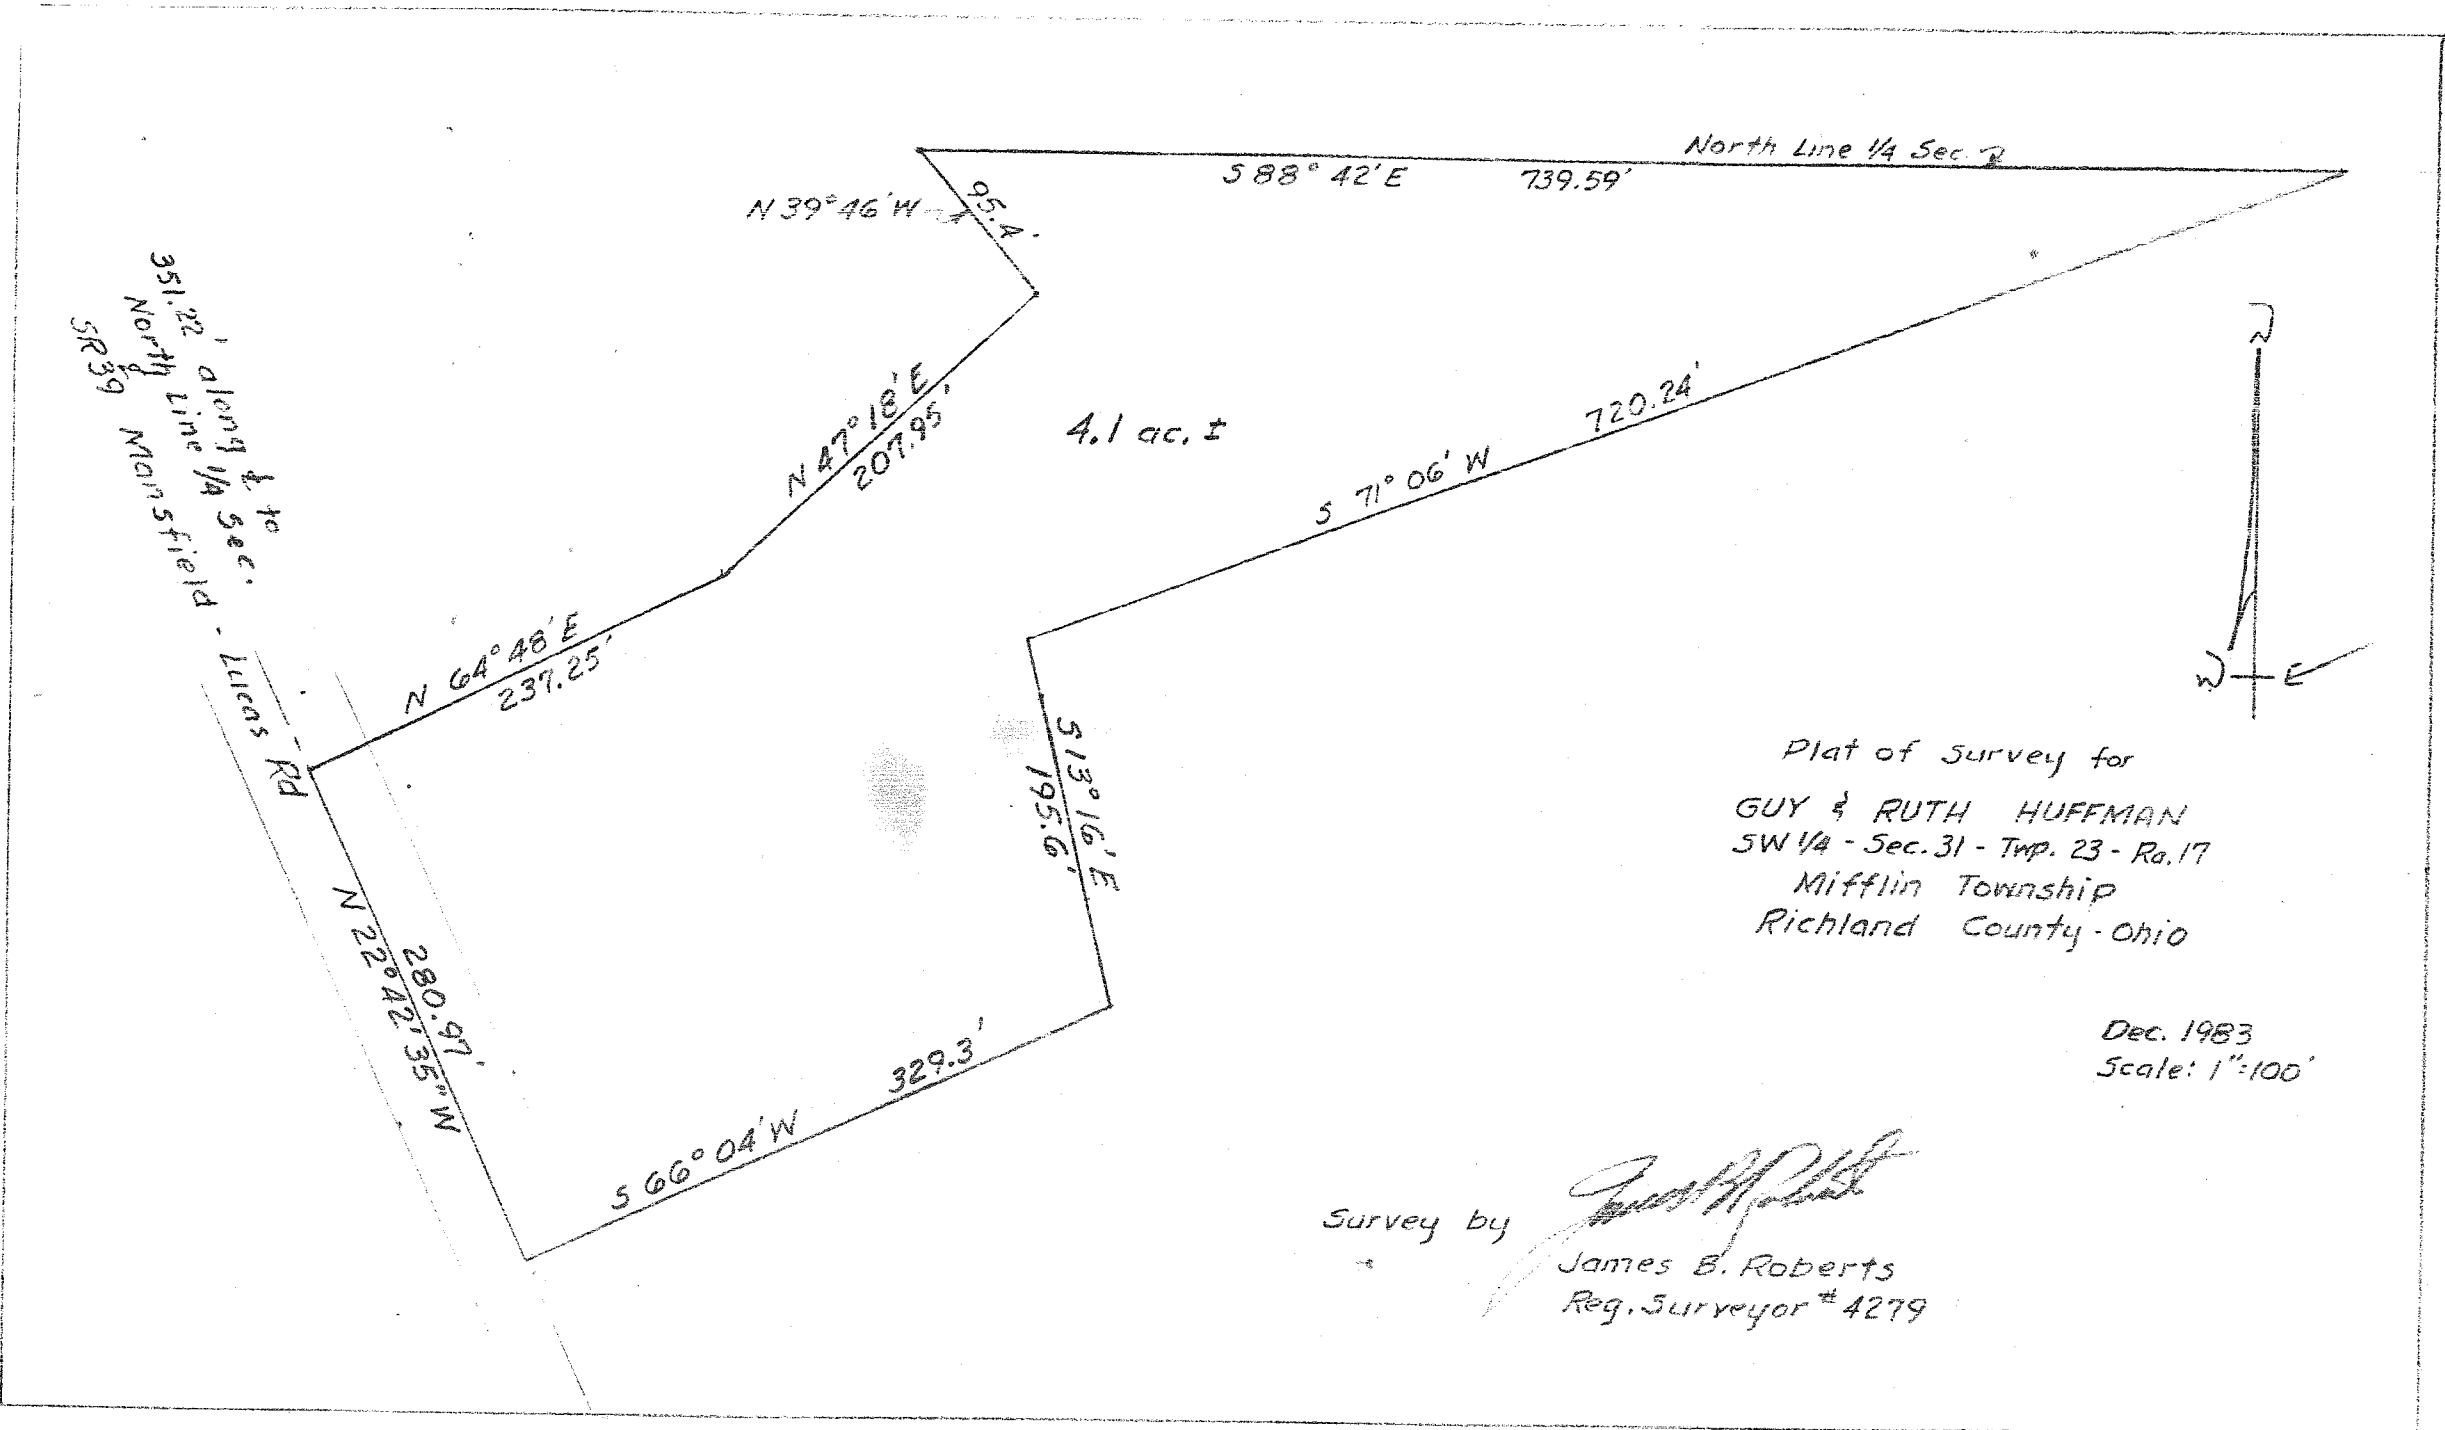 North Line 1/4 Sec.
S 88° 42' E 739.59'
N 39° 46' W
95.4'
351.22' along & to
North Line 1/4 Sec.
SR39 Mansfield - Lucas Rd
N 47° 18' E
207.95'
4.1 ac. ±
720.24'
S 71° 06' W
N 64° 48' E
237.25'
S 13° 16' E
195.6'
280.97'
N 22° 42' 35" W
329.3'
S 66° 04' W
W E
Plat of Survey for
GUY & RUTH HUFFMAN
SW 1/4 - Sec. 31 - Twp. 23 - Ra. 17
Mifflin Township
Richland County - Ohio
Dec. 1983
Scale: 1"=100'
Survey by
James B. Roberts
Reg. Surveyor # 4279